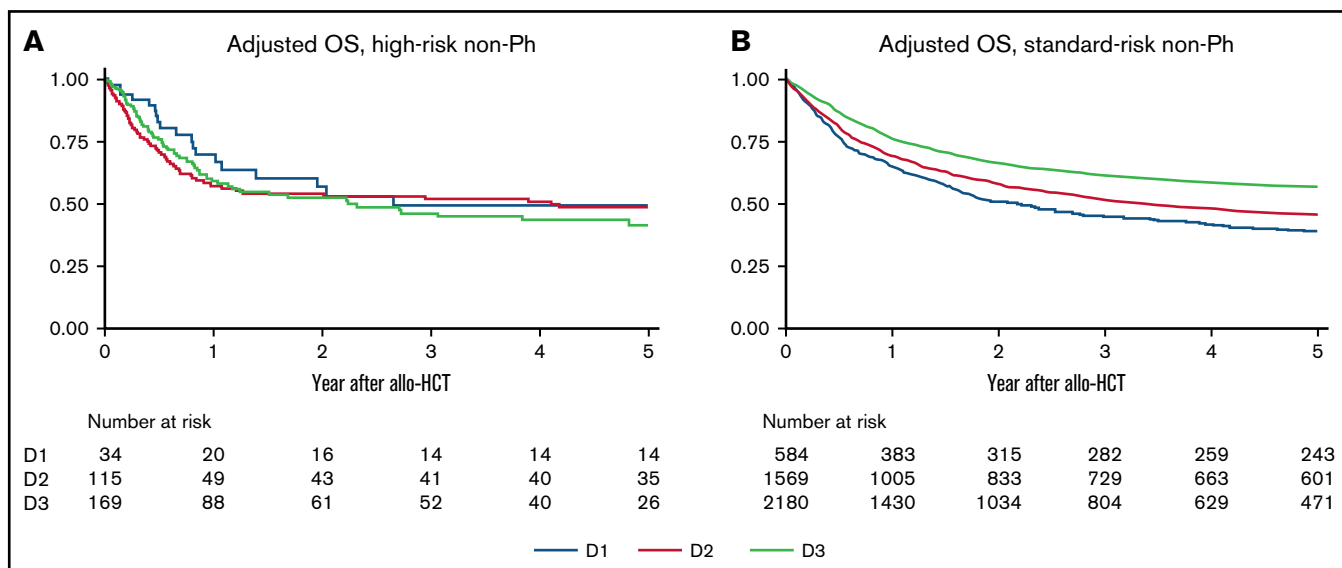 A
Adjusted OS, high-risk non-Ph
1.00
0.75
0.50
0.25
0.00
0 1 2 3 4 5
Year after allo-HCT
Number at risk
D1 34 20 16 14 14 14
D2 115 49 43 41 40 35
D3 169 88 61 52 40 26
B
Adjusted OS, standard-risk non-Ph
1.00
0.75
0.50
0.25
0.00
0 1 2 3 4 5
Year after allo-HCT
Number at risk
584 383 315 282 259 243
1569 1005 833 729 663 601
2180 1430 1034 804 629 471
D1 D2 D3